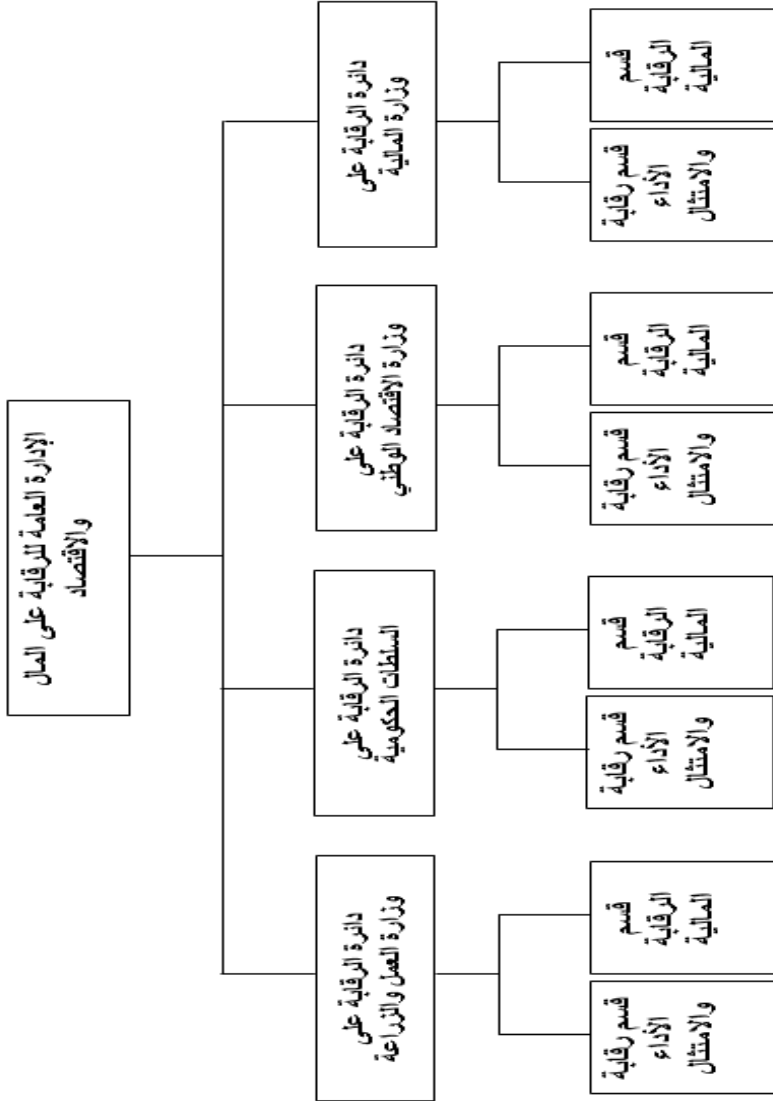 الإدارة العامة للرقابة على المال
والاقتصاد
دائرة الرقابة على
وزارة المالية
دائرة الرقابة على
وزارة الاقتصاد الوطني
دائرة الرقابة علي
السلطات الحكومية
دائرة الرقابة على
وزارة العمل والزراعة
قسم
الرقابة
المالية
قسم رقابة
الأداء
والامتثال
قسم
الرقابة
المالية
قسم رقابة
الأداء
والامتثال
قسم
الرقابة
المالية
قسم رقابة
الأداء
والامتثال
قسم
الرقابة
المالية
قسم رقابة
الأداء
والامتثال